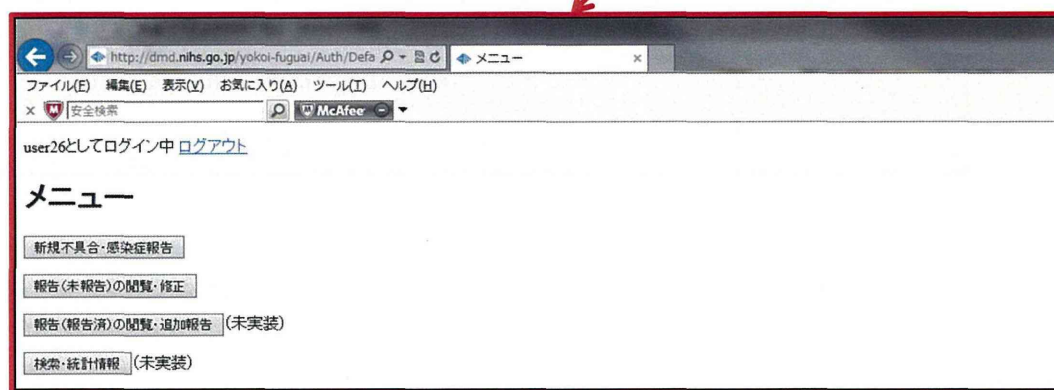 http://dmd.nihs.go.jp/yokoi-fuguai/Auth/Defa メニュー ×
ファイル(F) 編集(E) 表示(V) お気に入り(A) ツール(T) ヘルプ(H)
× 安全検索 McAfee
user26としてログイン中 ログアウト
メニュー
新規不具合・感染症報告
報告(未報告)の閲覧・修正
報告(報告済)の閲覧・追加報告 (未実装)
検索・統計情報 (未実装)